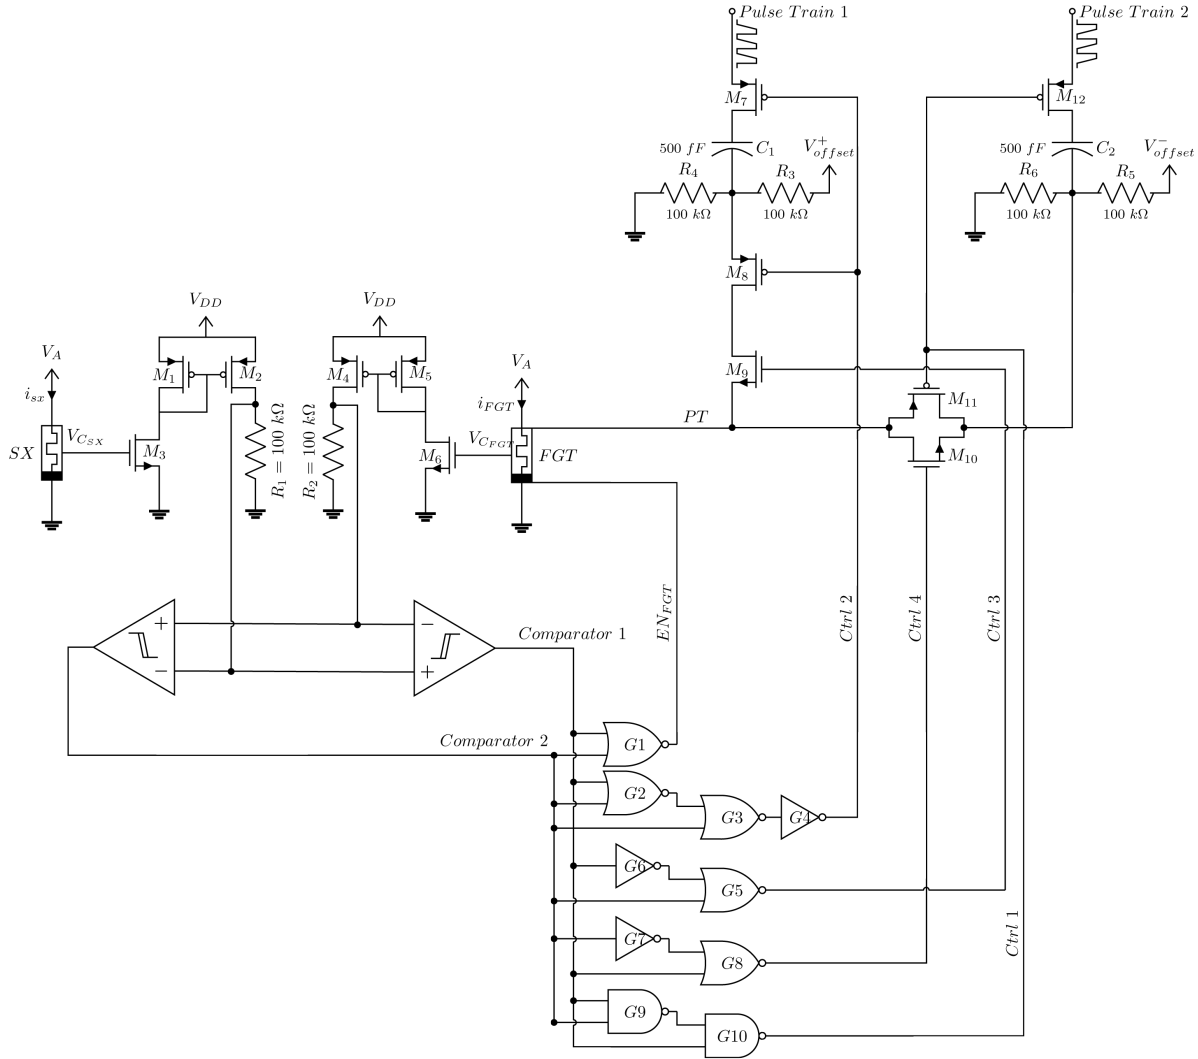 Pulse Train 1
Pulse Train 2
M7
M12
500 fF
C1
V+offset
500 fF
C2
V−offset
R4
R3
R6
R5
100 kΩ
100 kΩ
100 kΩ
100 kΩ
M8
VDD
VDD
VA
VA
M1
M2
M4
M5
M9
isx
iFGT
M11
SX
VCSX
M3
R1 = 100 kΩ
R2 = 100 kΩ
M6
VCFGT
FGT
PT
M10
ENFGT
Ctrl 2
Ctrl 4
Ctrl 3
Ctrl 1
+
−
−
+
Comparator 1
Comparator 2
G1
G2
G3
G4
G6
G5
G7
G8
G9
G10